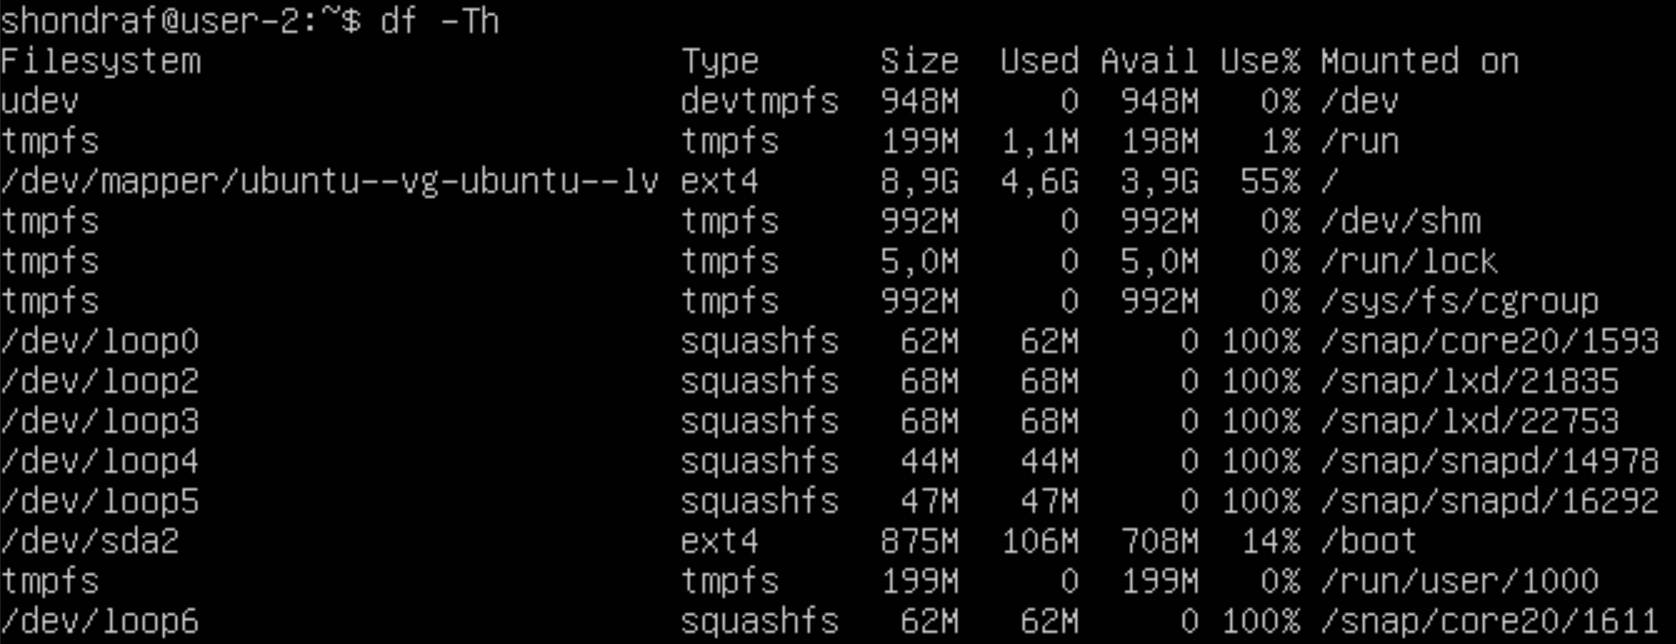 shondraf@user-2:~$ df -Th
Filesystem                        Type      Size  Used Avail Use% Mounted on
udev                              devtmpfs  948M     0  948M   0% /dev
tmpfs                             tmpfs     199M  1,1M  198M   1% /run
/dev/mapper/ubuntu--vg-ubuntu--lv ext4      8,9G  4,6G  3,9G  55% /
tmpfs                             tmpfs     992M     0  992M   0% /dev/shm
tmpfs                             tmpfs     5,0M     0  5,0M   0% /run/lock
tmpfs                             tmpfs     992M     0  992M   0% /sys/fs/cgroup
/dev/loop0                        squashfs   62M   62M     0 100% /snap/core20/1593
/dev/loop2                        squashfs   68M   68M     0 100% /snap/lxd/21835
/dev/loop3                        squashfs   68M   68M     0 100% /snap/lxd/22753
/dev/loop4                        squashfs   44M   44M     0 100% /snap/snapd/14978
/dev/loop5                        squashfs   47M   47M     0 100% /snap/snapd/16292
/dev/sda2                         ext4      875M  106M  708M  14% /boot
tmpfs                             tmpfs     199M     0  199M   0% /run/user/1000
/dev/loop6                        squashfs   62M   62M     0 100% /snap/core20/1611